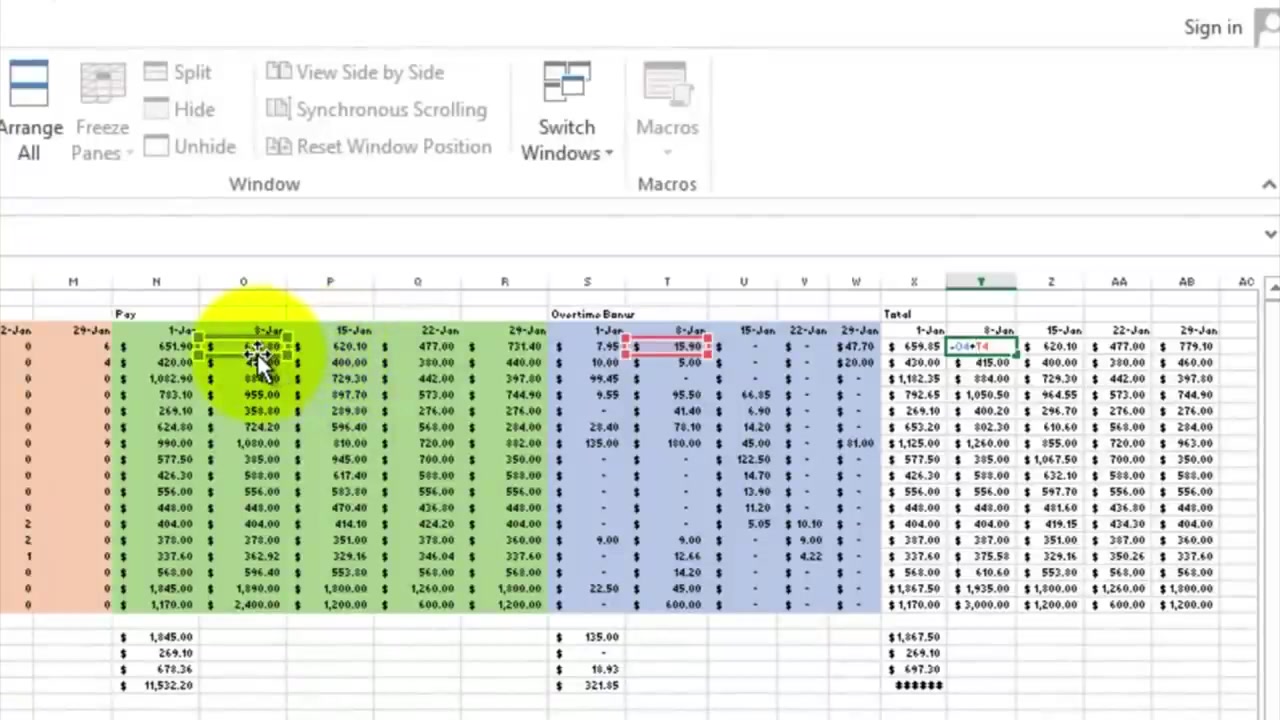 Sign in
Split
Hide
Unhide
View Side by Side
Synchronous Scrolling
Reset Window Position
Arrange All
Freeze Panes
Switch Windows
Macros
Window Macros
M N O P Q R S T U V W X Y Z AA AB AC
Pay Overtime Bonus Total
2-Jan 29-Jan 1-Jan 8-Jan 15-Jan 22-Jan 29-Jan 1-Jan 8-Jan 15-Jan 22-Jan 29-Jan 1-Jan 8-Jan 15-Jan 22-Jan 29-Jan
0 6 $ 651.90 $ $ 620.10 $ 477.00 $ 731.40 $ 7.95 $ 15.90 $ - $ - $47.70 $ 659.85 =O4+T4 $ 620.10 $ 477.00 $ 779.10
0 4 $ 420.00 $ $ 400.00 $ 380.00 $ 440.00 $ 10.00 $ 5.00 $ - $ - $20.00 $ 430.00 $ 415.00 $ 400.00 $ 380.00 $ 460.00
0 0 $ 1,082.90 $ 884.00 $ 729.30 $ 442.00 $ 397.80 $ 99.45 $ - $ - $ - $ - $ 1,182.35 $ 884.00 $ 729.30 $ 442.00 $ 397.80
0 0 $ 783.10 $ 955.00 $ 897.70 $ 573.00 $ 744.90 $ 9.55 $ 95.50 $ 66.85 $ - $ - $ 792.65 $ 1,050.50 $ 964.55 $ 573.00 $ 744.90
0 0 $ 269.10 $ 358.80 $ 289.80 $ 276.00 $ 276.00 $ - $ 41.40 $ 6.90 $ - $ - $ 269.10 $ 400.20 $ 296.70 $ 276.00 $ 276.00
0 0 $ 624.80 $ 724.20 $ 596.40 $ 568.00 $ 284.00 $ 28.40 $ 78.10 $ 14.20 $ - $ - $ 653.20 $ 802.30 $ 610.60 $ 568.00 $ 284.00
0 9 $ 990.00 $ 1,080.00 $ 810.00 $ 720.00 $ 882.00 $ 135.00 $ 180.00 $ 45.00 $ - $ 81.00 $ 1,125.00 $ 1,260.00 $ 855.00 $ 720.00 $ 963.00
0 0 $ 577.50 $ 385.00 $ 945.00 $ 700.00 $ 350.00 $ - $ - $ 122.50 $ - $ - $ 577.50 $ 385.00 $ 1,067.50 $ 700.00 $ 350.00
0 0 $ 426.30 $ 588.00 $ 617.40 $ 588.00 $ 588.00 $ - $ - $ 14.70 $ - $ - $ 426.30 $ 588.00 $ 632.10 $ 588.00 $ 588.00
0 0 $ 556.00 $ 556.00 $ 583.80 $ 556.00 $ 556.00 $ - $ - $ 13.90 $ - $ - $ 556.00 $ 556.00 $ 597.70 $ 556.00 $ 556.00
0 0 $ 448.00 $ 448.00 $ 470.40 $ 436.80 $ 448.00 $ - $ - $ 11.20 $ - $ - $ 448.00 $ 448.00 $ 481.60 $ 436.80 $ 448.00
2 0 $ 404.00 $ 404.00 $ 414.10 $ 424.20 $ 404.00 $ - $ - $ 5.05 $ 10.10 $ - $ 404.00 $ 404.00 $ 419.15 $ 434.30 $ 404.00
2 0 $ 378.00 $ 378.00 $ 351.00 $ 378.00 $ 360.00 $ 9.00 $ 9.00 $ - $ 9.00 $ - $ 387.00 $ 387.00 $ 351.00 $ 387.00 $ 360.00
1 0 $ 337.60 $ 362.92 $ 329.16 $ 346.04 $ 337.60 $ - $ 12.66 $ - $ 4.22 $ - $ 337.60 $ 375.58 $ 329.16 $ 350.26 $ 337.60
0 0 $ 568.00 $ 596.40 $ 553.80 $ 568.00 $ 568.00 $ - $ 14.20 $ - $ - $ - $ 568.00 $ 610.60 $ 553.80 $ 568.00 $ 568.00
0 0 $ 1,845.00 $ 1,890.00 $ 1,800.00 $ 1,260.00 $ 1,800.00 $ 22.50 $ 45.00 $ - $ - $ - $ 1,867.50 $ 1,935.00 $ 1,800.00 $ 1,260.00 $ 1,800.00
0 0 $ 1,170.00 $ 2,400.00 $ 1,200.00 $ 600.00 $ 1,200.00 $ - $ 600.00 $ - $ - $ - $ 1,170.00 $ 3,000.00 $ 1,200.00 $ 600.00 $ 1,200.00
$ 1,845.00 $ 135.00 $1,867.50
$ 269.10 $ - $ 269.10
$ 678.36 $ 18.93 $ 697.30
$ 11,532.20 $ 321.85 ######